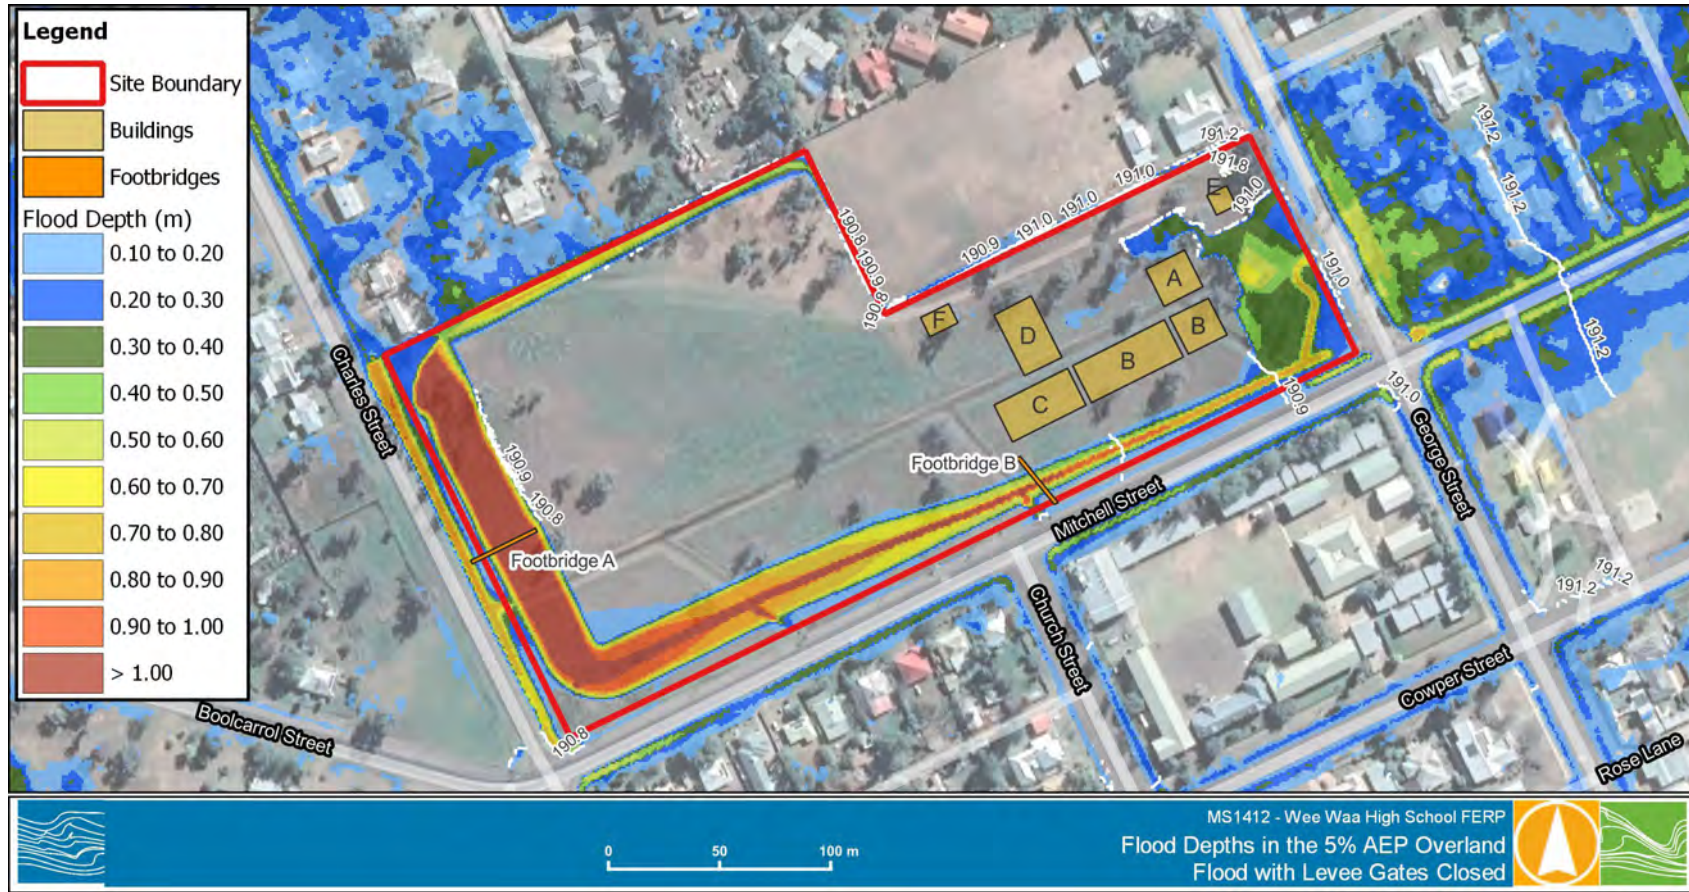 Legend
Site Boundary
Buildings
Footbridges
Flood Depth (m)
0.10 to 0.20
0.20 to 0.30
0.30 to 0.40
0.40 to 0.50
0.50 to 0.60
0.60 to 0.70
0.70 to 0.80
0.80 to 0.90
0.90 to 1.00
> 1.00
191.2
191.8
E
191.0
191.0
191.0
191.0
190.9
190.8
190.9
190.8
191.0
191.2
191.2
191.2
A
B
B
C
D
F
190.9
191.0
Charles Street
190.9
190.8
Footbridge A
Footbridge B
Mitchell Street
George Street
Church Street
191.2
191.2
Cowper Street
Rose Lane
Boolcarrol Street
190.8
0 50 100 m
MS1412 - Wee Waa High School FERP
Flood Depths in the 5% AEP Overland
Flood with Levee Gates Closed